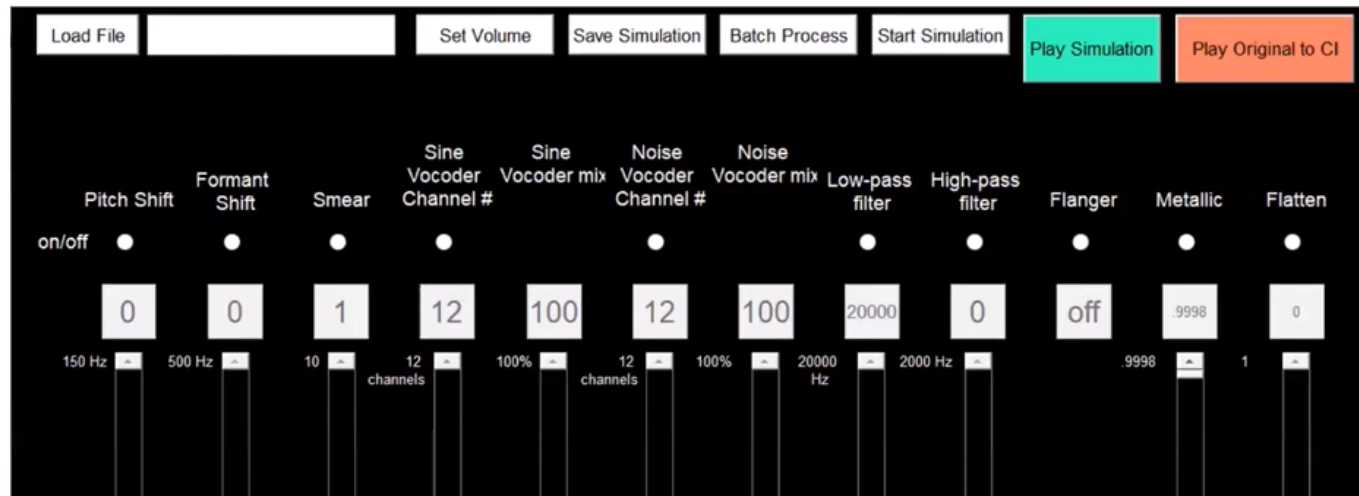 Load File
Set Volume
Save Simulation
Batch Process
Start Simulation
Play Simulation
Play Original to CI
Pitch Shift
Formant
Shift
Smear
Sine
Vocoder
Channel #
Sine
Vocoder mix
Noise
Vocoder
Channel #
Noise
Vocoder mix
Low-pass
filter
High-pass
filter
Flanger
Metallic
Flatten
on/off
0
0
1
12
100
12
100
20000
0
off
.9998
0
150 Hz
500 Hz
10
12
channels
100%
12
channels
100%
20000
Hz
2000 Hz
.9998
1